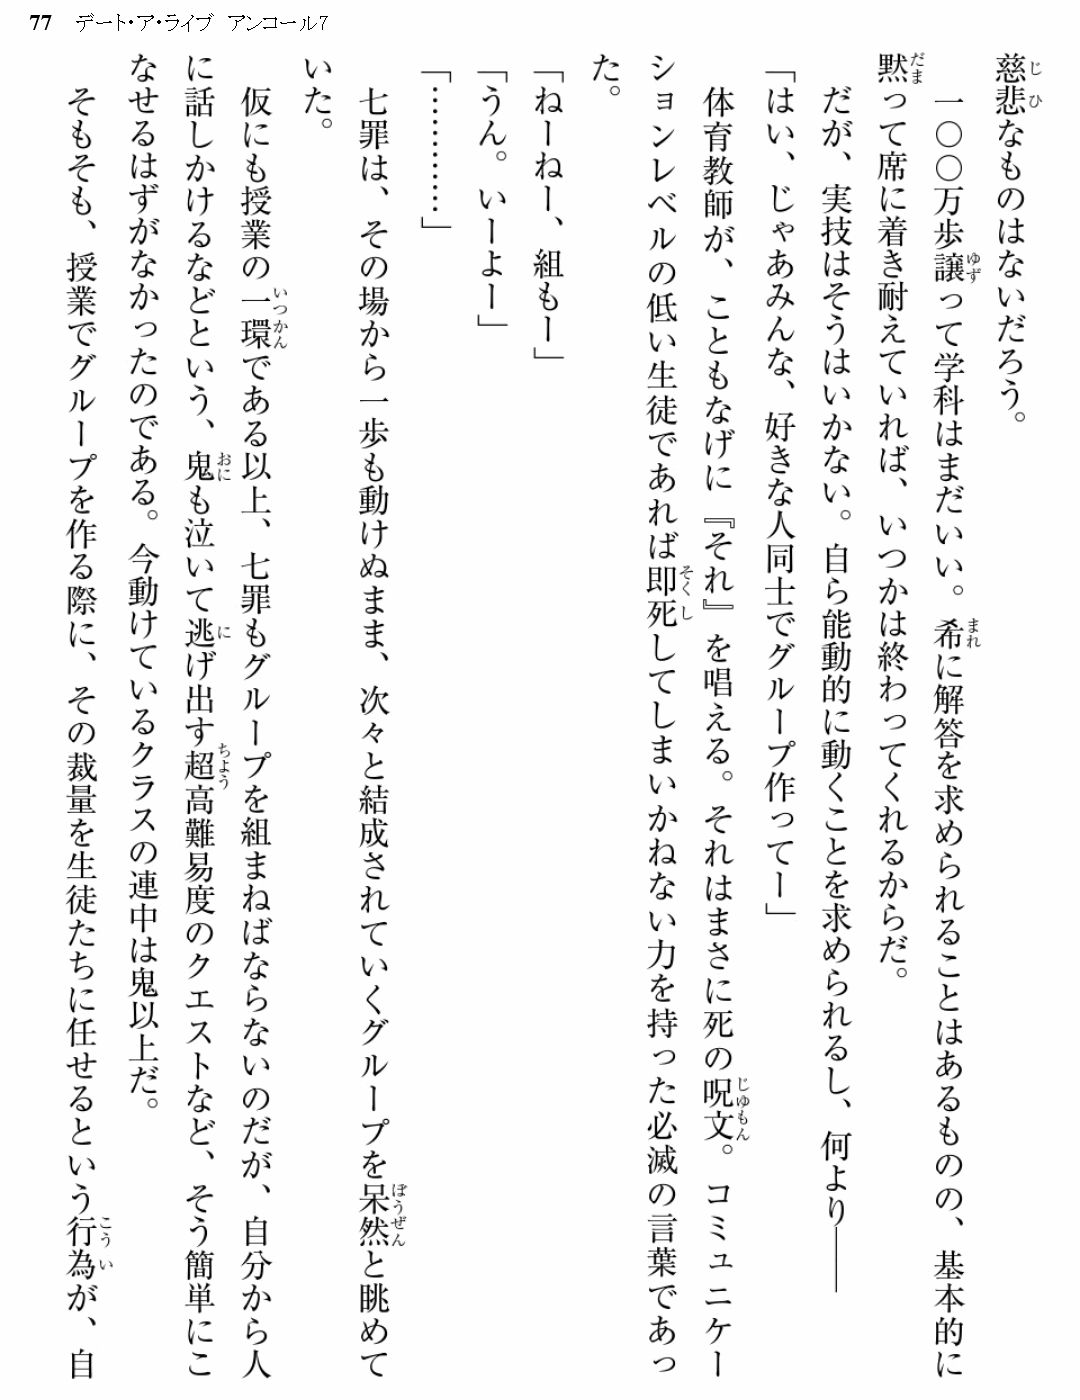 77 デート・ア・ライブ アンコール7
慈悲なものはないだろう。
一〇〇万歩譲って学科はまだいい。希に解答を求められることはあるものの、基本的に
黙って席に着き耐えていれば、いつかは終わってくれるからだ。
だが、実技はそうはいかない。自ら能動的に動くことを求められるし、何より――
「はい、じゃあみんな、好きな人同士でグループ作ってー」
体育教師が、こともなげに『それ』を唱える。それはまさに死の呪文。コミュニケー
ションレベルの低い生徒であれば即死してしまいかねない力を持った必滅の言葉であっ
た。
「ねーねー、組もー」
「うん。いーよー」
「…………」
七罪は、その場から一歩も動けぬまま、次々と結成されていくグループを呆然と眺めて
いた。
仮にも授業の一環である以上、七罪もグループを組まねばならないのだが、自分から人
に話しかけるなどという、鬼も泣いて逃げ出す超高難易度のクエストなど、そう簡単にこ
なせるはずがなかったのである。今動けているクラスの連中は鬼以上だ。
そもそも、授業でグループを作る際に、その裁量を生徒たちに任せるという行為が、自